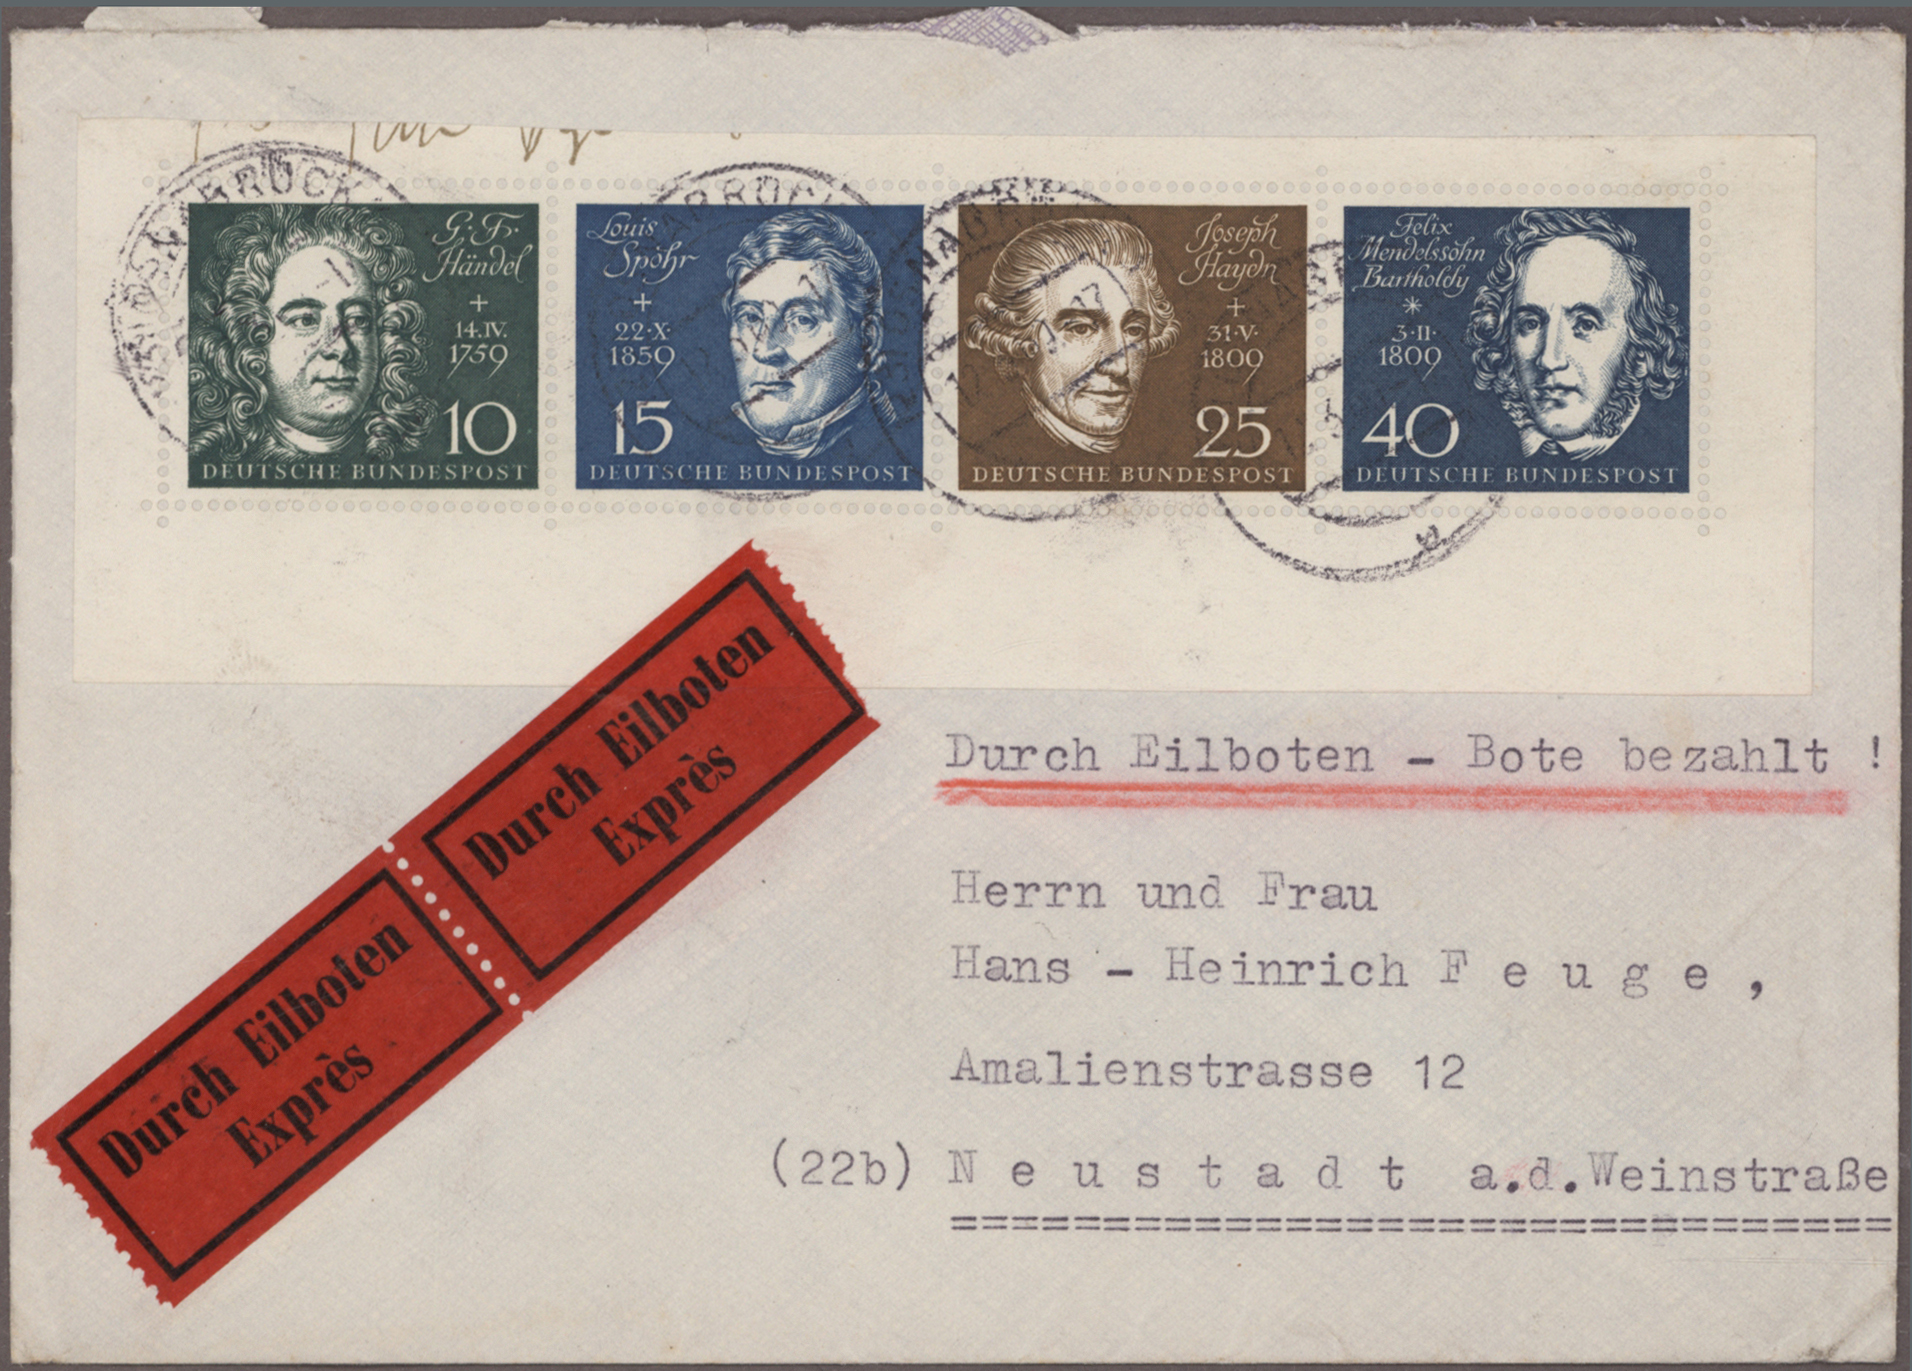 G. Fr.
Händel
+
14.IV.
1759
10
DEUTSCHE BUNDESPOST
Louis
Spohr
+
22·X·
1859
15
DEUTSCHE BUNDESPOST
Joseph
Haydn
+
31·V·
1809
25
DEUTSCHE BUNDESPOST
Felix
Mendelssohn
Bartholdy
*
3·II·
1809
40
DEUTSCHE BUNDESPOST
Durch Eilboten
Exprès
Durch Eilboten
Exprès
Durch Eilboten - Bote bezahlt !
Herrn und Frau
Hans - Heinrich F e u g e ,
Amalienstrasse 12
(22b) N e u s t a d t a.d.Weinstraße